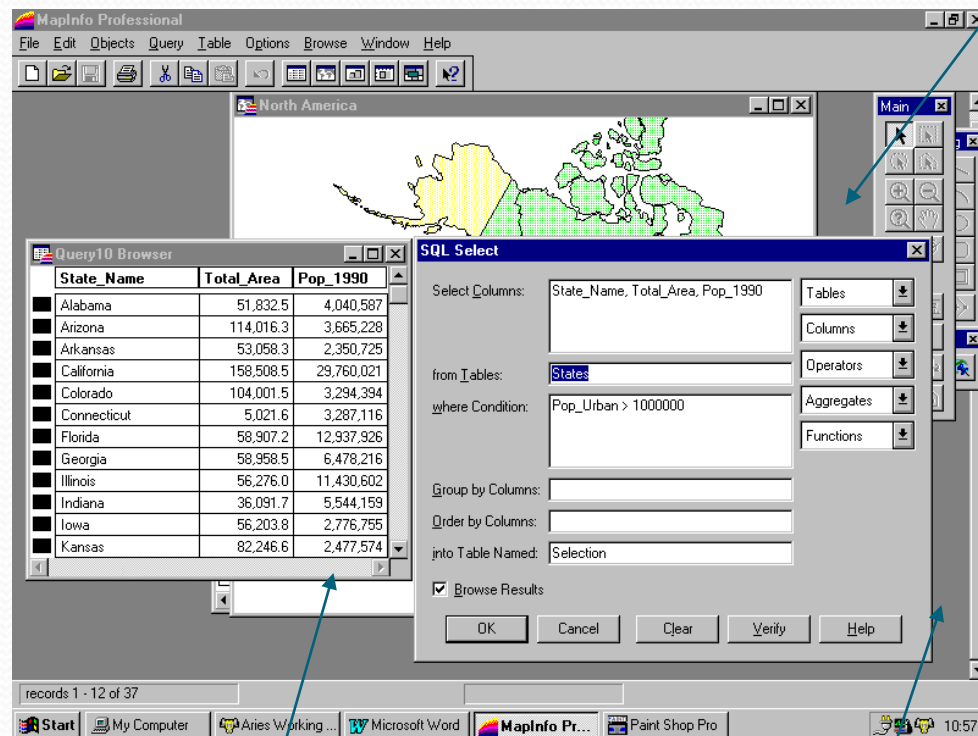 MapInfo Professional
File Edit Objects Query Table Options Browse Window Help
North America
Main
Query10 Browser
State_Name Total_Area Pop_1990
Alabama 51,832.5 4,040,587
Arizona 114,016.3 3,665,228
Arkansas 53,058.3 2,350,725
California 158,508.5 29,760,021
Colorado 104,001.5 3,294,394
Connecticut 5,021.6 3,287,116
Florida 58,907.2 12,937,926
Georgia 58,958.5 6,478,216
Illinois 56,276.0 11,430,602
Indiana 36,091.7 5,544,159
Iowa 56,203.8 2,776,755
Kansas 82,246.6 2,477,574
SQL Select
Select Columns: State_Name, Total_Area, Pop_1990 Tables
Columns
from Tables: States Operators
where Condition: Pop_Urban > 1000000 Aggregates
Functions
Group by Columns:
Order by Columns:
into Table Named: Selection
Browse Results
OK Cancel Clear Verify Help
records 1 - 12 of 37
Start My Computer Aries Working ... Microsoft Word MapInfo Pr... Paint Shop Pro 10:57